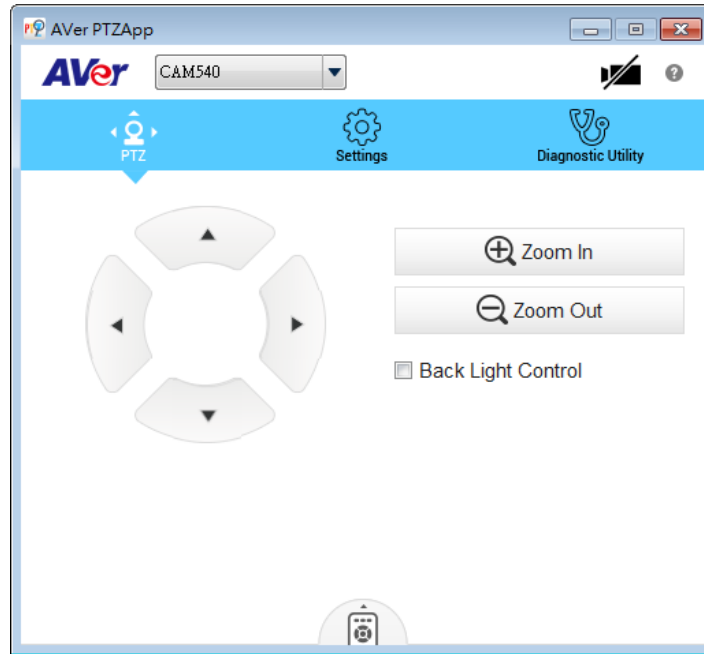 AVer PTZApp
AVer
CAM540
PTZ
Settings
Diagnostic Utility
Zoom In
Zoom Out
Back Light Control